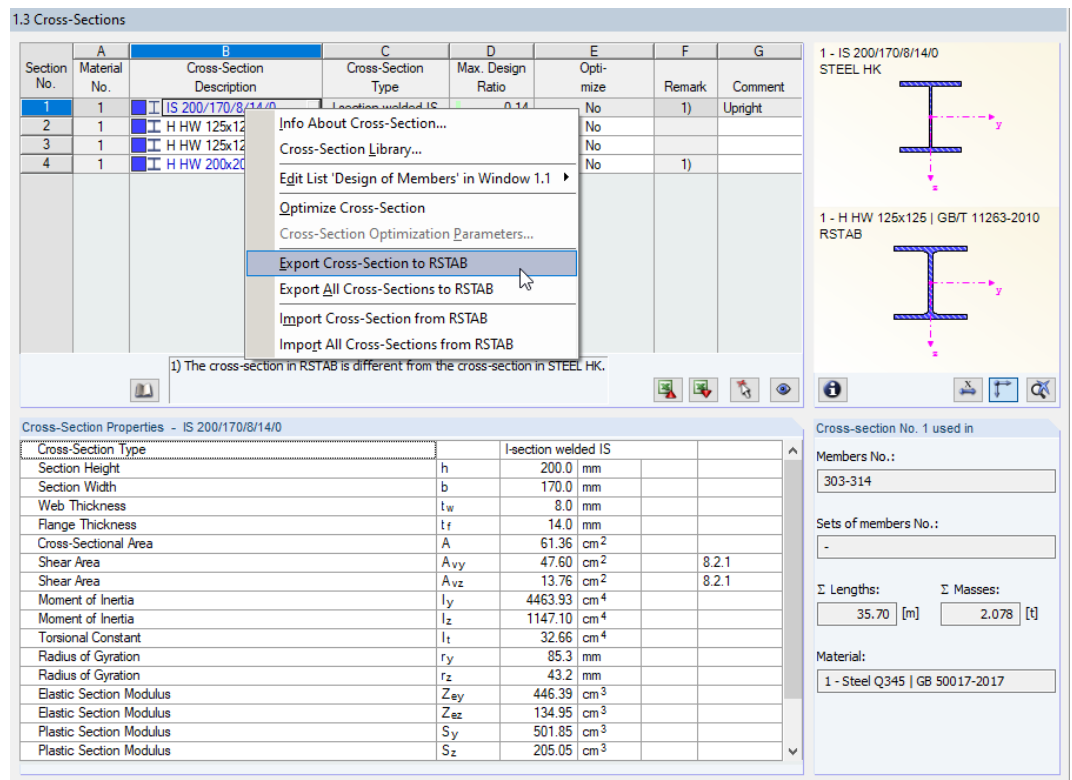 1.3 Cross-Sections
A B C D E F G
Section Material Cross-Section Cross-Section Max. Design Opti-
No. No. Description Type Ratio mize Remark Comment
1 1 IS 200/170/8/14/0 I-section welded IS 0.14 No 1) Upright
2 1 H HW 125x12 No
3 1 H HW 125x12 No
4 1 H HW 200x20 No 1)
Info About Cross-Section...
Cross-Section Library...
Edit List 'Design of Members' in Window 1.1
Optimize Cross-Section
Cross-Section Optimization Parameters...
Export Cross-Section to RSTAB
Export All Cross-Sections to RSTAB
Import Cross-Section from RSTAB
Import All Cross-Sections from RSTAB
1) The cross-section in RSTAB is different from the cross-section in STEEL HK.
1 - IS 200/170/8/14/0
STEEL HK
y
z
1 - H HW 125x125 | GB/T 11263-2010
RSTAB
y
z
Cross-Section Properties - IS 200/170/8/14/0
Cross-Section Type I-section welded IS
Section Height h 200.0 mm
Section Width b 170.0 mm
Web Thickness tw 8.0 mm
Flange Thickness tf 14.0 mm
Cross-Sectional Area A 61.36 cm2
Shear Area Avy 47.60 cm2 8.2.1
Shear Area Avz 13.76 cm2 8.2.1
Moment of Inertia Iy 4463.93 cm4
Moment of Inertia Iz 1147.10 cm4
Torsional Constant It 32.66 cm4
Radius of Gyration ry 85.3 mm
Radius of Gyration rz 43.2 mm
Elastic Section Modulus Zey 446.39 cm3
Elastic Section Modulus Zez 134.95 cm3
Plastic Section Modulus Sy 501.85 cm3
Plastic Section Modulus Sz 205.05 cm3
Cross-section No. 1 used in
Members No.:
303-314
Sets of members No.:
-
Σ Lengths: Σ Masses:
35.70 [m] 2.078 [t]
Material:
1 - Steel Q345 | GB 50017-2017